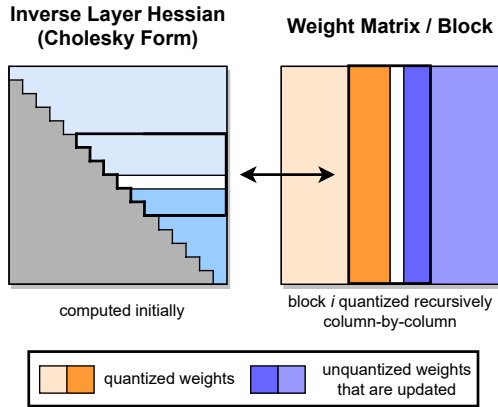 Inverse Layer Hessian
(Cholesky Form)
Weight Matrix / Block
computed initially
block i quantized recursively
column-by-column
quantized weights
unquantized weights
that are updated